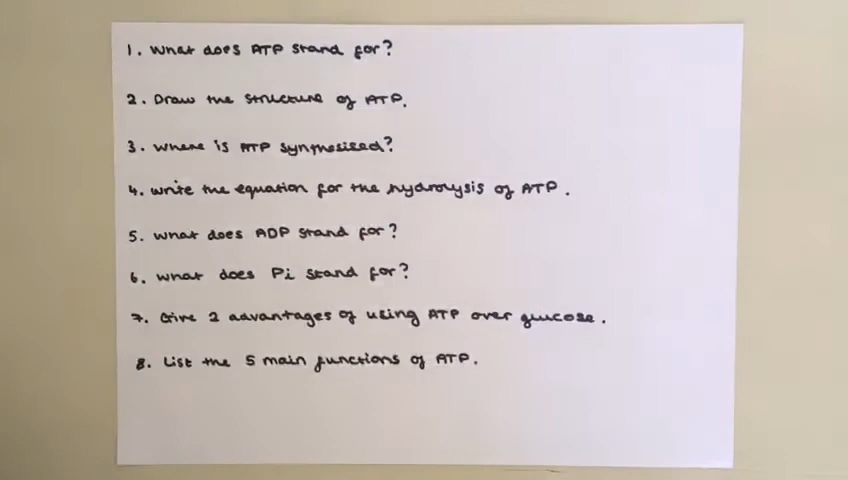 1. What does ATP stand for?
2. Draw the structure of ATP.
3. Where is ATP synthesised?
4. Write the equation for the hydrolysis of ATP.
5. What does ADP stand for?
6. What does Pi stand for?
7. Give 2 advantages of using ATP over glucose.
8. List the 5 main functions of ATP.